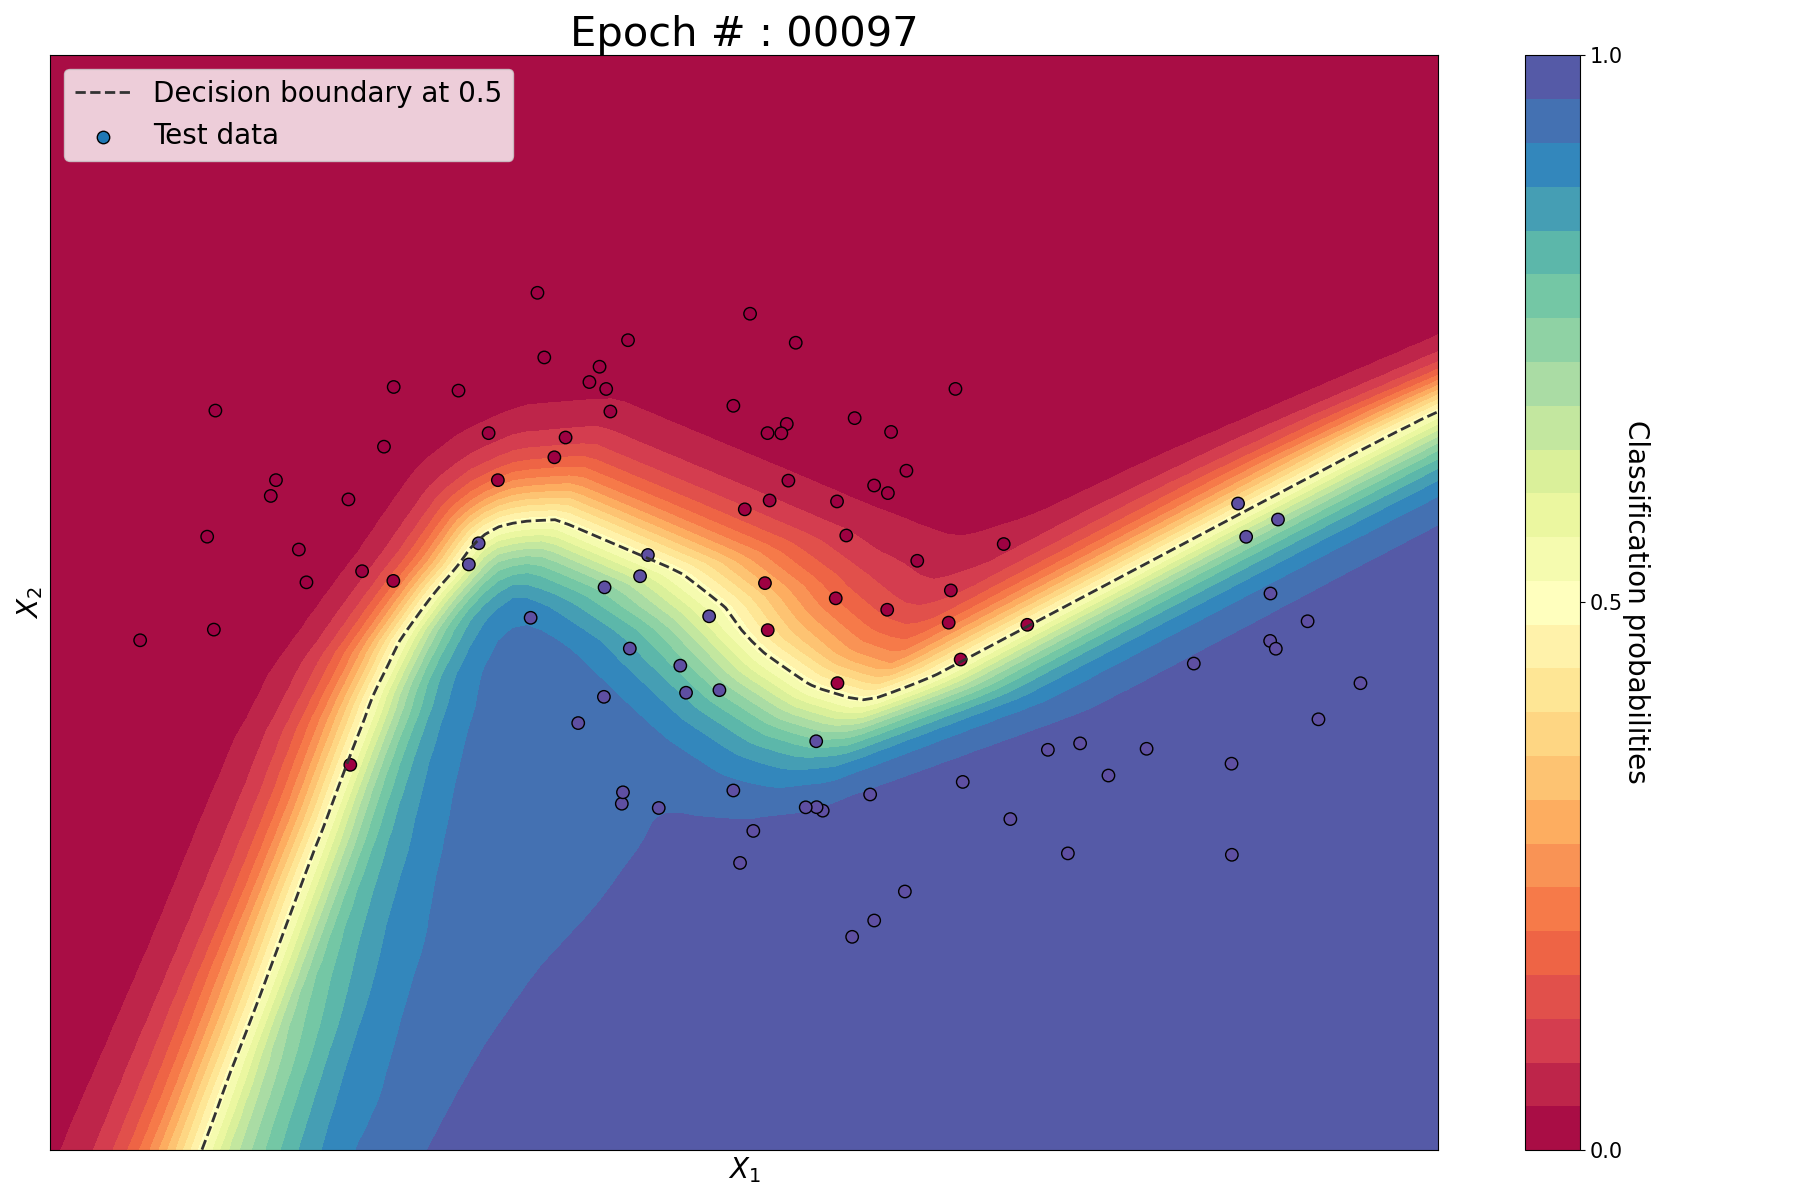 Epoch # : 00097
Decision boundary at 0.5
Test data
X₂
X₁
1.0
0.5
0.0
Classification probabilities